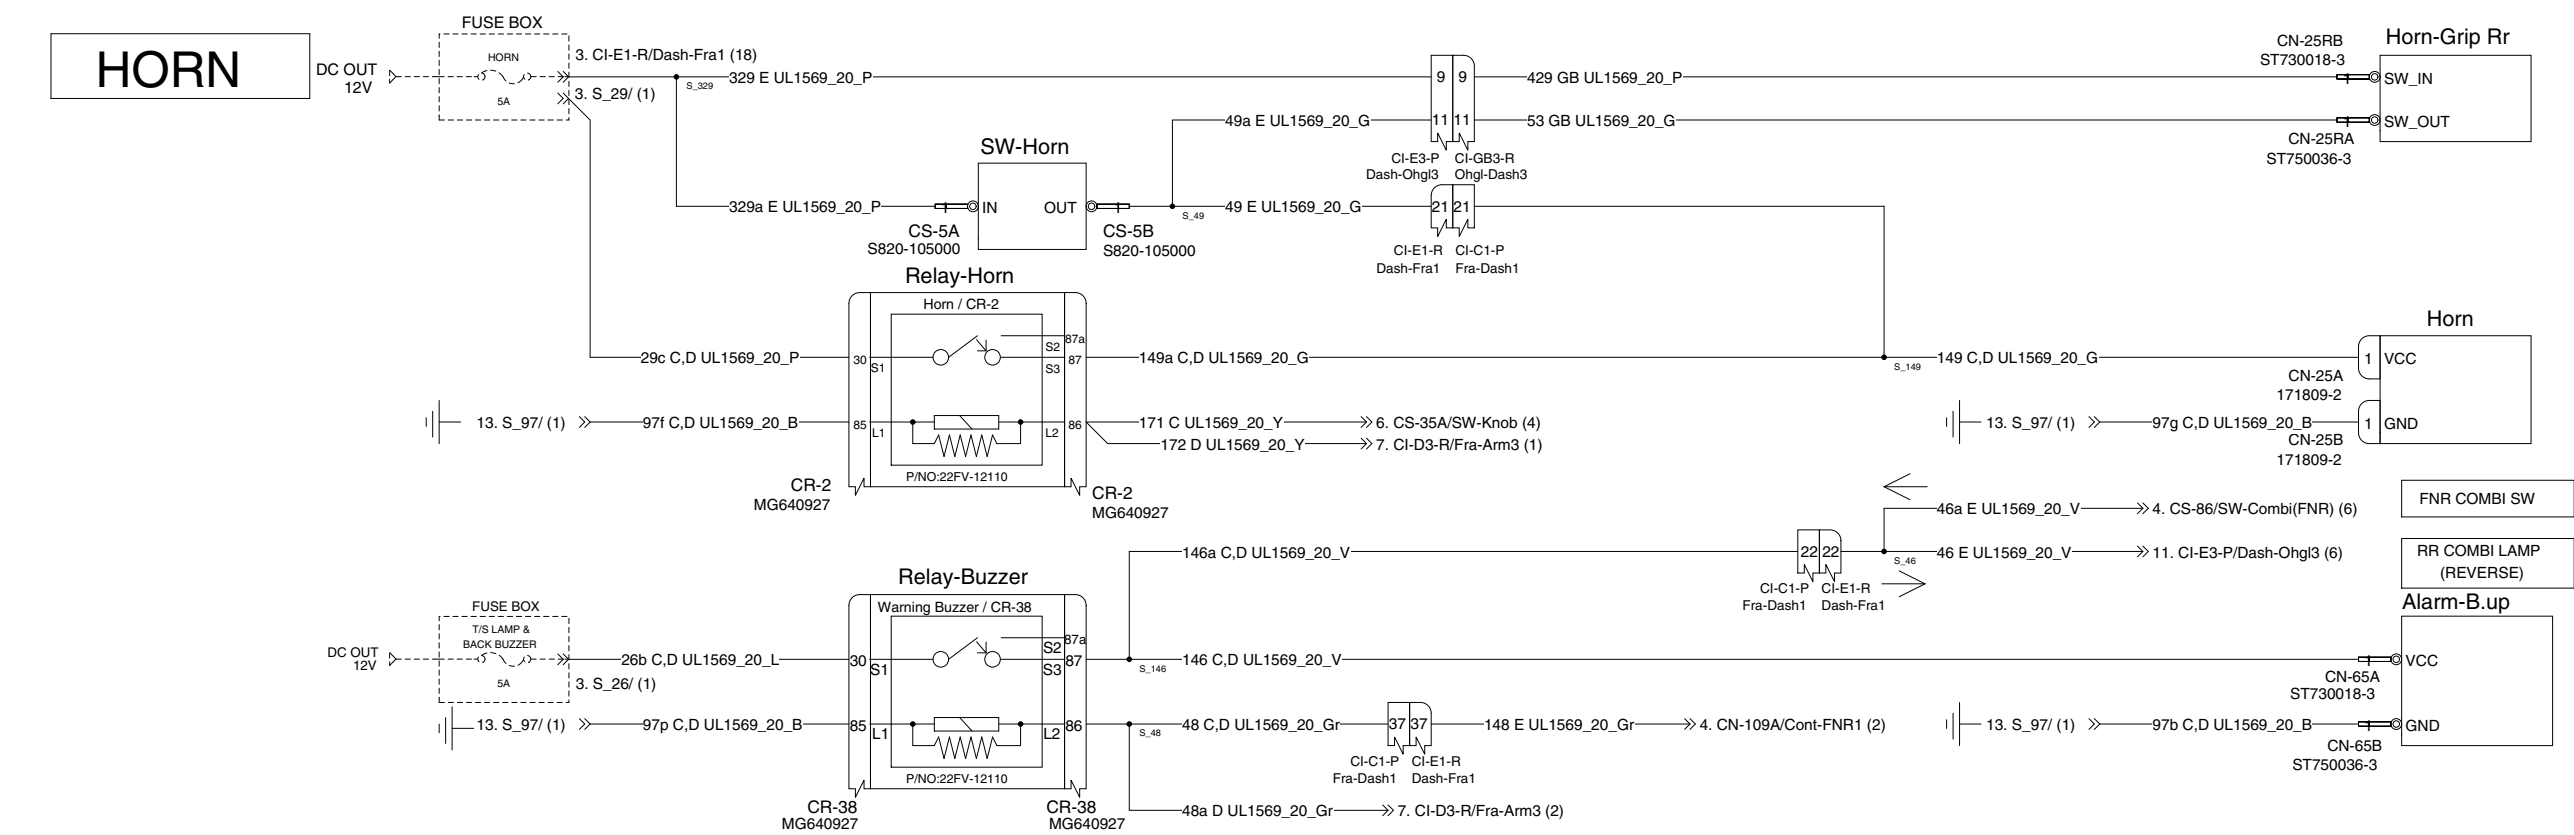 HORN
FUSE BOX
HORN
5A
DC OUT
12V
3. CI-E1-R/Dash-Fra1 (18)
3. S_29/ (1)
S_329
329 E UL1569_20_P
9 9
429 GB UL1569_20_P
CN-25RB
ST730018-3
Horn-Grip Rr
SW_IN
SW_OUT
49a E UL1569_20_G
11 11
53 GB UL1569_20_G
CN-25RA
ST750036-3
CI-E3-P
Dash-Ohgl3
CI-GB3-R
Ohgl-Dash3
SW-Horn
329a E UL1569_20_P
1
IN
OUT
1
CS-5A
S820-105000
CS-5B
S820-105000
S_49
49 E UL1569_20_G
21 21
CI-E1-R
Dash-Fra1
CI-C1-P
Fra-Dash1
Relay-Horn
Horn / CR-2
29c C,D UL1569_20_P
30
S1
S2
87a
87
S3
149a C,D UL1569_20_G
S_149
149 C,D UL1569_20_G
Horn
1
VCC
CN-25A
171809-2
13. S_97/ (1)
97f C,D UL1569_20_B
85
L1
L2
86
171 C UL1569_20_Y
6. CS-35A/SW-Knob (4)
172 D UL1569_20_Y
7. CI-D3-R/Fra-Arm3 (1)
13. S_97/ (1)
97g C,D UL1569_20_B
1
GND
CN-25B
171809-2
P/NO:22FV-12110
CR-2
MG640927
CR-2
MG640927
46a E UL1569_20_V
4. CS-86/SW-Combi(FNR) (6)
FNR COMBI SW
146a C,D UL1569_20_V
22 22
S_46
46 E UL1569_20_V
11. CI-E3-P/Dash-Ohgl3 (6)
RR COMBI LAMP
(REVERSE)
CI-C1-P
Fra-Dash1
CI-E1-R
Dash-Fra1
Relay-Buzzer
Warning Buzzer / CR-38
FUSE BOX
T/S LAMP &
BACK BUZZER
5A
DC OUT
12V
3. S_26/ (1)
26b C,D UL1569_20_L
30
S1
S2
87a
87
S3
S_146
146 C,D UL1569_20_V
Alarm-B.up
1
VCC
CN-65A
ST730018-3
13. S_97/ (1)
97p C,D UL1569_20_B
85
L1
L2
86
S_48
48 C,D UL1569_20_Gr
37 37
148 E UL1569_20_Gr
4. CN-109A/Cont-FNR1 (2)
13. S_97/ (1)
97b C,D UL1569_20_B
1
GND
CN-65B
ST750036-3
CI-C1-P
Fra-Dash1
CI-E1-R
Dash-Fra1
P/NO:22FV-12110
CR-38
MG640927
CR-38
MG640927
48a D UL1569_20_Gr
7. CI-D3-R/Fra-Arm3 (2)